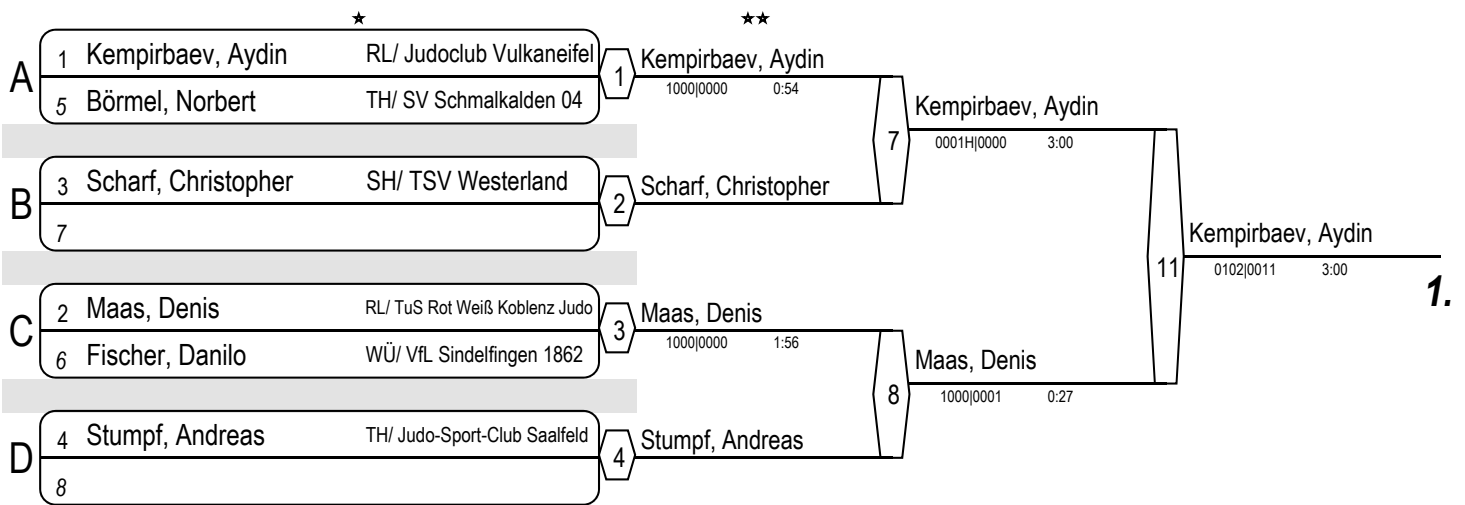 ★ ★★
A
1 Kempirbaev, Aydin RL/ Judoclub Vulkaneifel
5 Börmel, Norbert TH/ SV Schmalkalden 04
1
Kempirbaev, Aydin
1000|0000 0:54
B
3 Scharf, Christopher SH/ TSV Westerland
7
2
Scharf, Christopher
7
Kempirbaev, Aydin
0001H|0000 3:00
C
2 Maas, Denis RL/ TuS Rot Weiß Koblenz Judo
6 Fischer, Danilo WÜ/ VfL Sindelfingen 1862
3
Maas, Denis
1000|0000 1:56
D
4 Stumpf, Andreas TH/ Judo-Sport-Club Saalfeld
8
4
Stumpf, Andreas
8
Maas, Denis
1000|0001 0:27
11
Kempirbaev, Aydin
0102|0011 3:00
1.